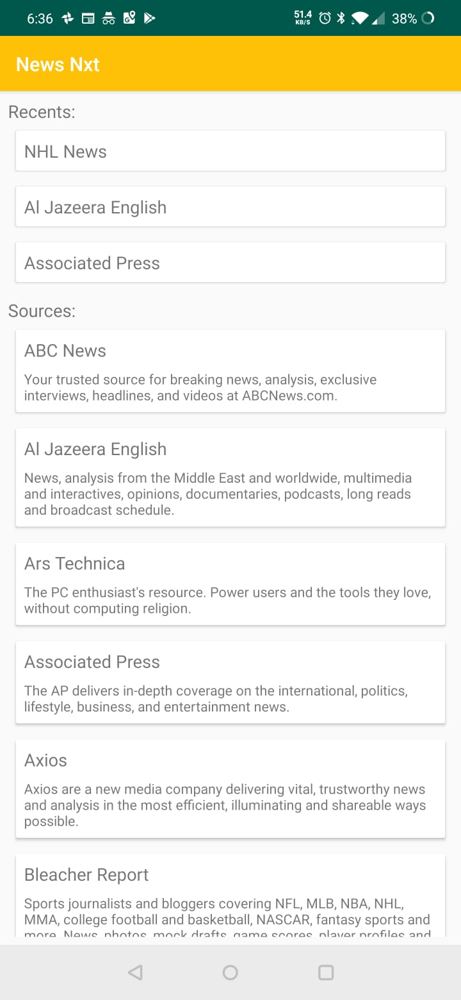 6:36 51.4 KB/S 38%
News Nxt
Recents:
NHL News
Al Jazeera English
Associated Press
Sources:
ABC News
Your trusted source for breaking news, analysis, exclusive
interviews, headlines, and videos at ABCNews.com.
Al Jazeera English
News, analysis from the Middle East and worldwide, multimedia
and interactives, opinions, documentaries, podcasts, long reads
and broadcast schedule.
Ars Technica
The PC enthusiast's resource. Power users and the tools they love,
without computing religion.
Associated Press
The AP delivers in-depth coverage on the international, politics,
lifestyle, business, and entertainment news.
Axios
Axios are a new media company delivering vital, trustworthy news
and analysis in the most efficient, illuminating and shareable ways
possible.
Bleacher Report
Sports journalists and bloggers covering NFL, MLB, NBA, NHL,
MMA, college football and basketball, NASCAR, fantasy sports and
more. News, photos, mock drafts, game scores, player profiles and